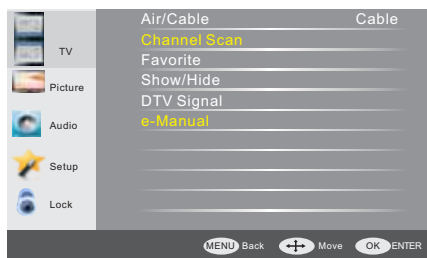 TV
Picture
Audio
Setup
Lock
Air/Cable Cable
Channel Scan
Favorite
Show/Hide
DTV Signal
e-Manual
MENU Back Move OK ENTER